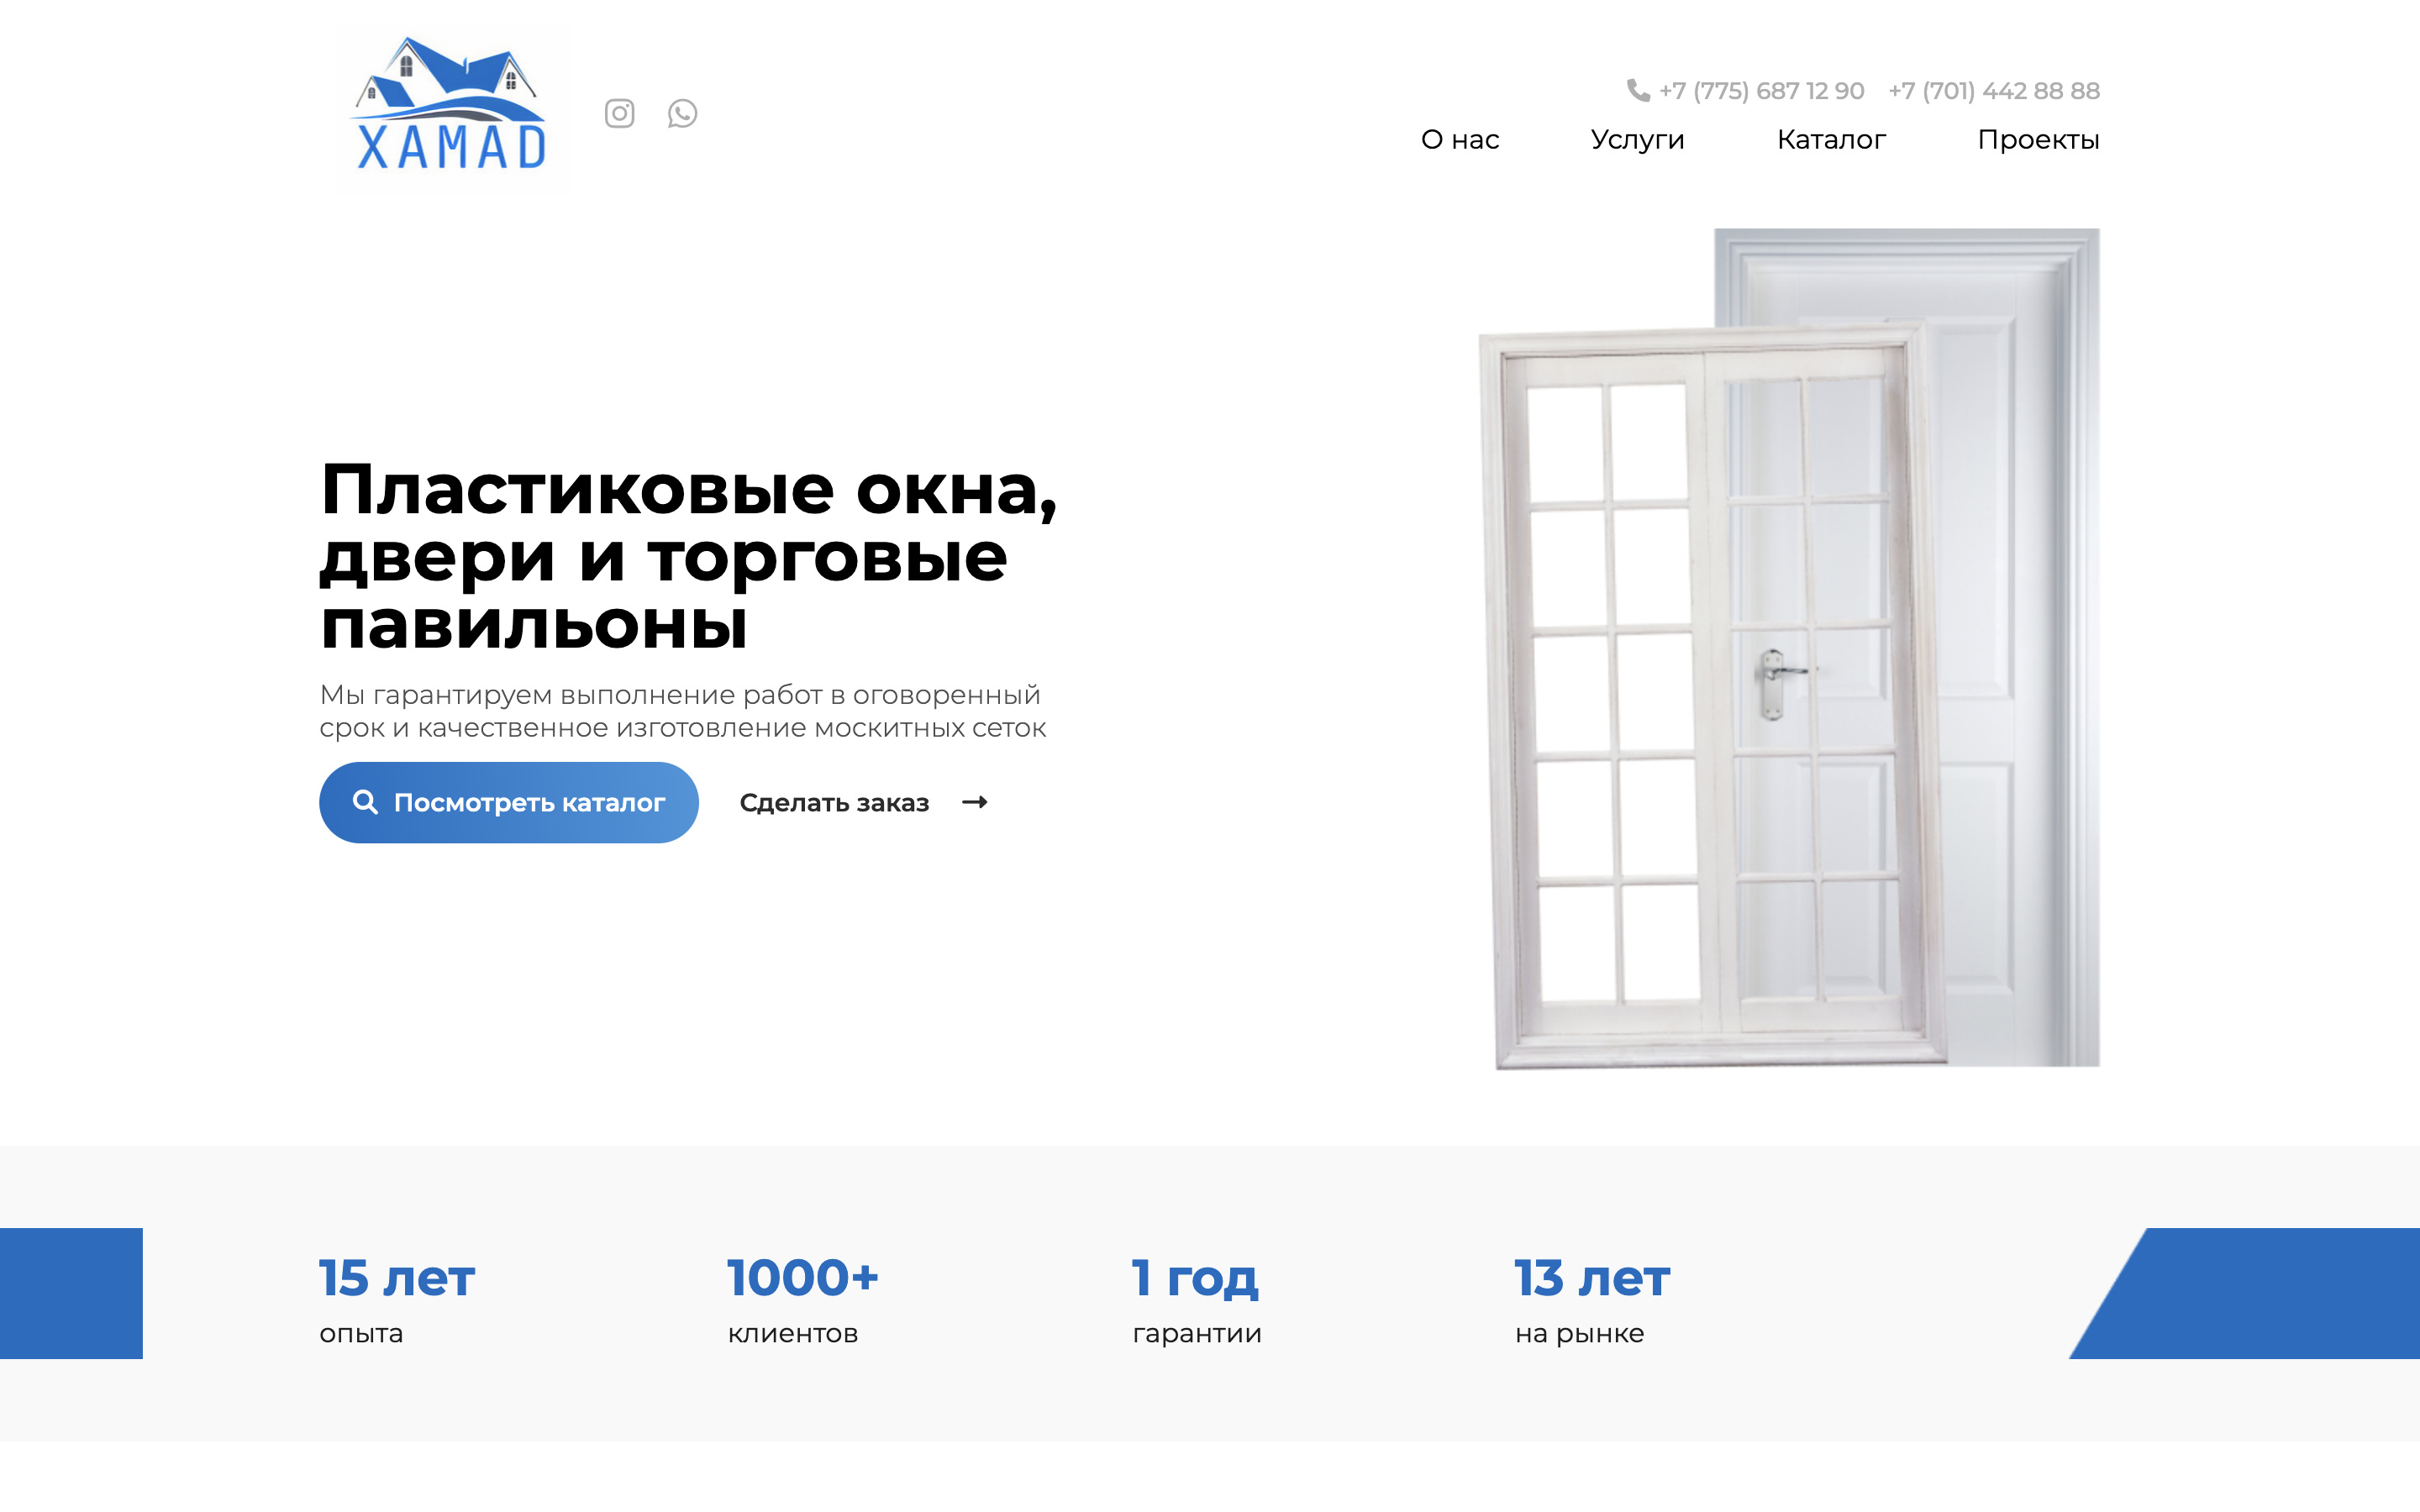 XAMAD
+7 (775) 687 12 90 +7 (701) 442 88 88
О нас Услуги Каталог Проекты
Пластиковые окна,
двери и торговые
павильоны
Мы гарантируем выполнение работ в оговоренный
срок и качественное изготовление москитных сеток
Посмотреть каталог Сделать заказ
15 лет 1000+ 1 год 13 лет
опыта клиентов гарантии на рынке